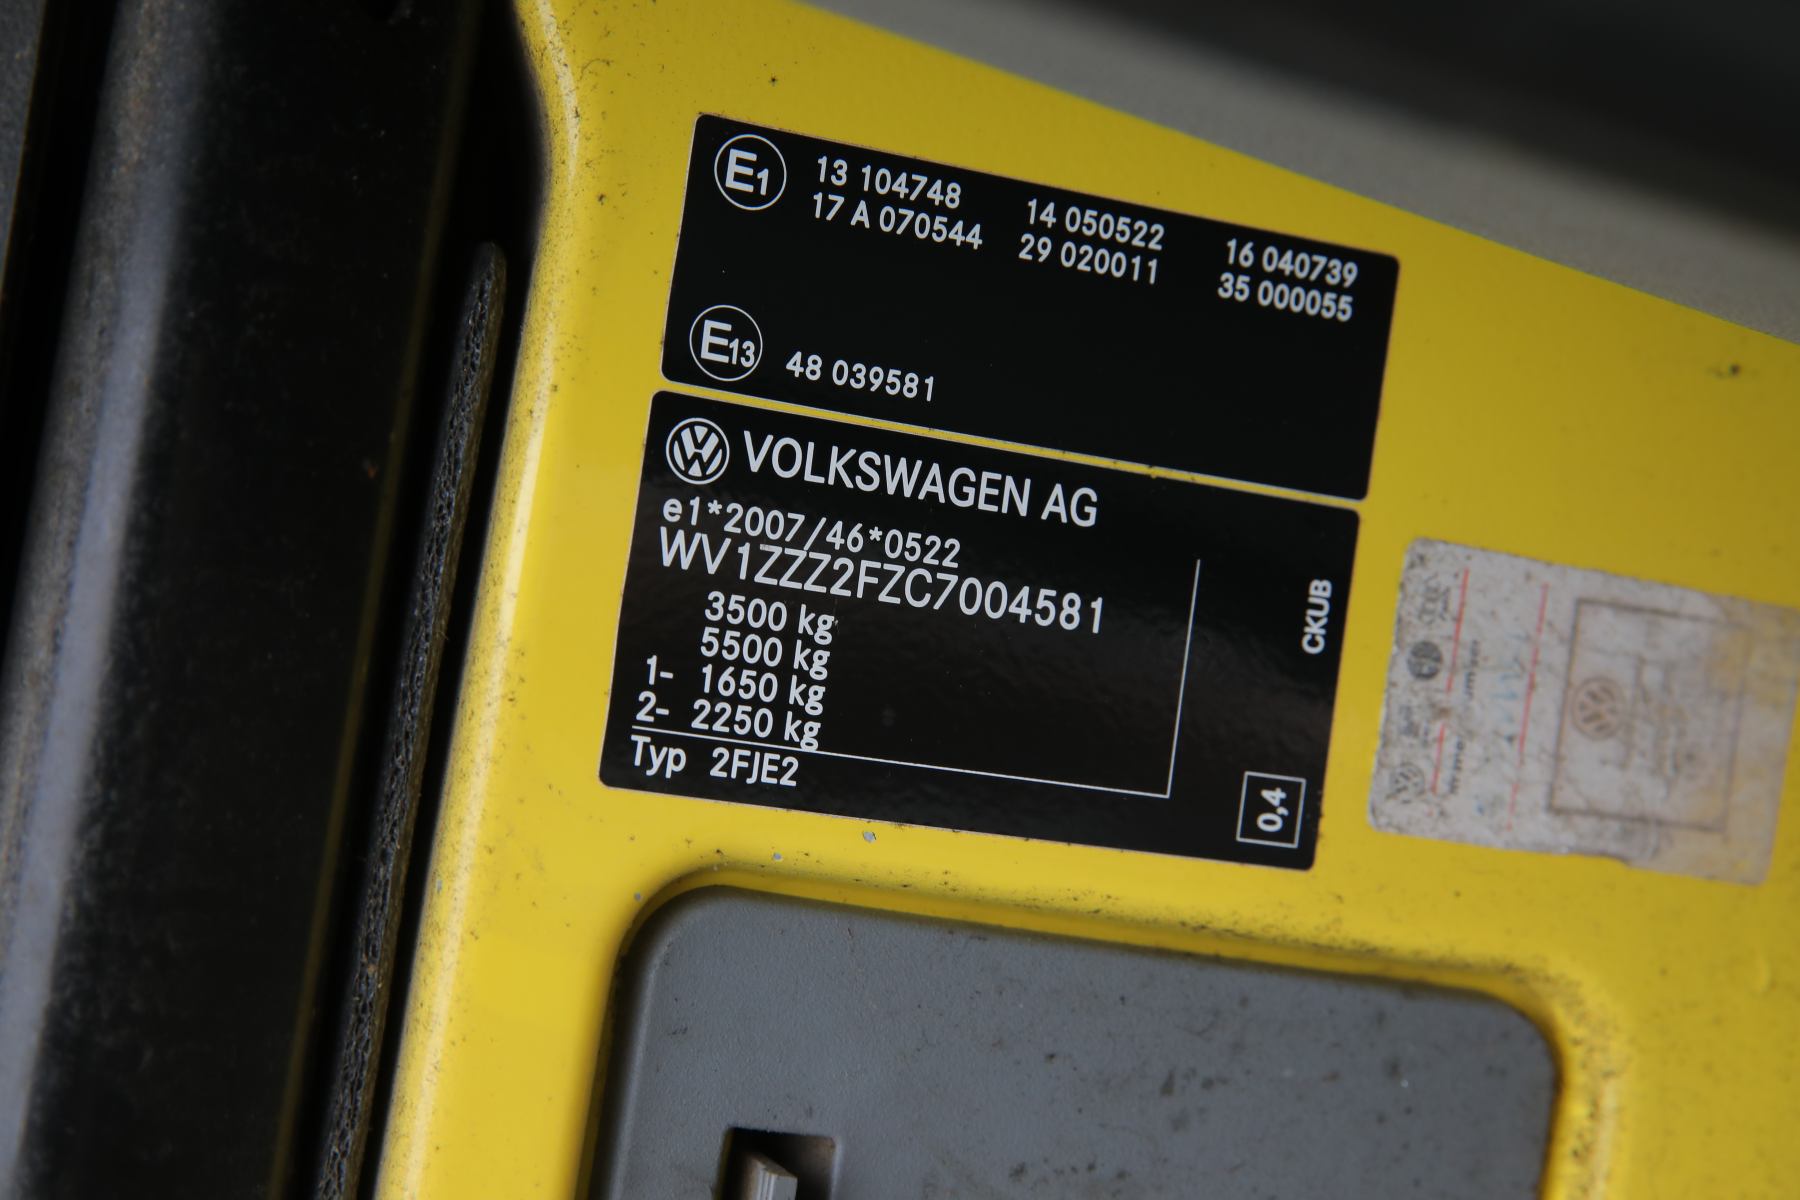 E1 13 104748 14 050522 16 040739
17 A 070544 29 020011 35 000055
E13 48 039581
VOLKSWAGEN AG
e1*2007/46*0522
WV1ZZZ2FZC7004581
3500 kg
5500 kg
1- 1650 kg
2- 2250 kg
Typ 2FJE2
CKUB
0,4